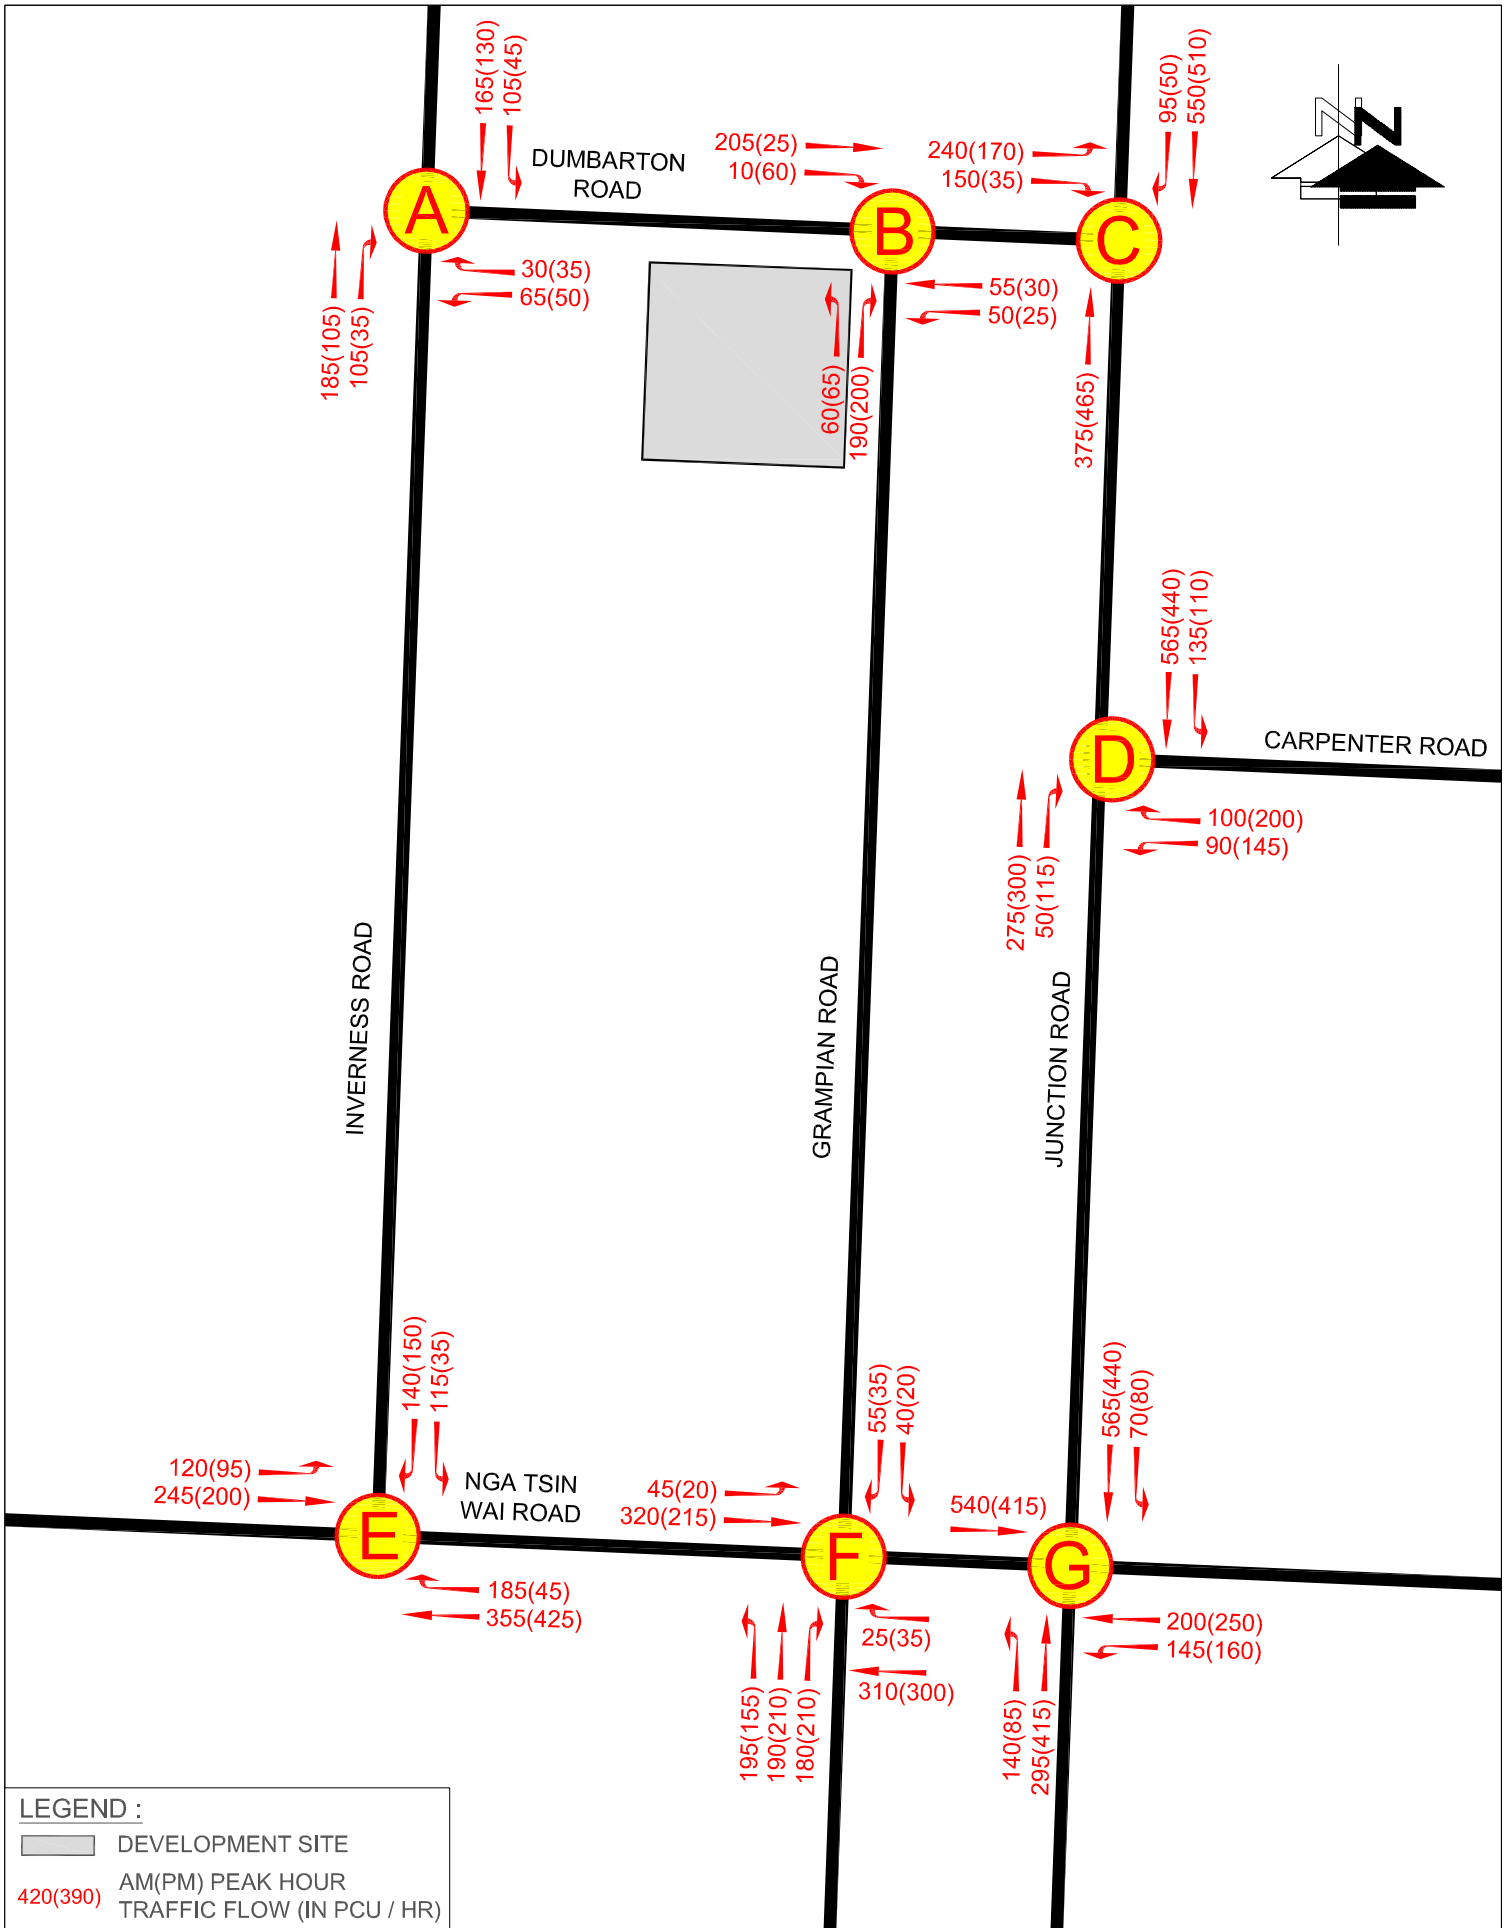 165(130)
105(45)
95(50)
550(510)
N
DUMBARTON
ROAD
205(25)
10(60)
240(170)
150(35)
A
B
C
30(35)
65(50)
55(30)
50(25)
185(105)
105(35)
60(65)
190(200)
375(465)
565(440)
135(110)
CARPENTER ROAD
D
100(200)
90(145)
275(300)
50(115)
INVERNESS ROAD
GRAMPIAN ROAD
JUNCTION ROAD
140(150)
115(35)
55(35)
40(20)
565(440)
70(80)
120(95)
245(200)
NGA TSIN
WAI ROAD
45(20)
320(215)
540(415)
E
F
G
185(45)
355(425)
25(35)
310(300)
200(250)
145(160)
195(155)
190(210)
180(210)
140(85)
295(415)
LEGEND :
DEVELOPMENT SITE
420(390)
AM(PM) PEAK HOUR
TRAFFIC FLOW (IN PCU / HR)